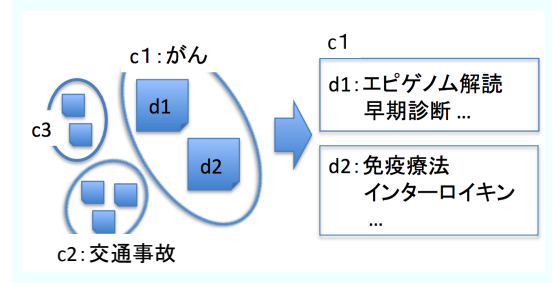 c1:がん
d1
d2
c3
c2:交通事故
c1
d1:エピゲノム解読
早期診断 …
d2:免疫療法
インターロイキン
…